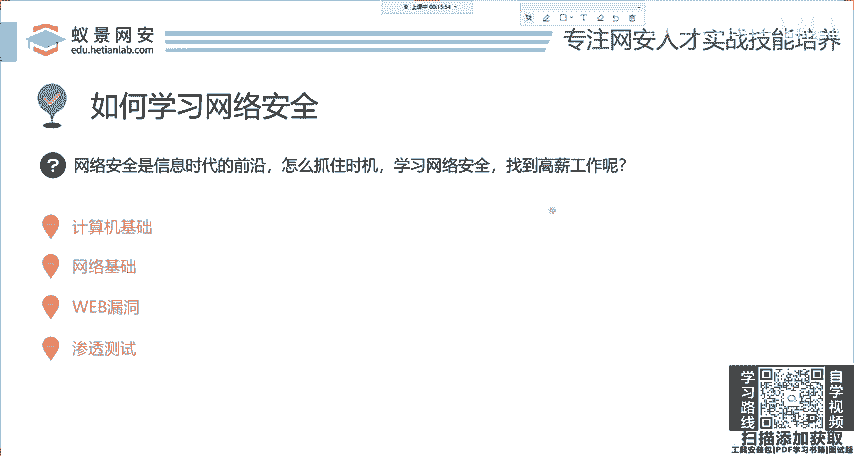 上课中 00:15:54
蚁景网安
edu.hetianlab.com
专注网安人才实战技能培养
如何学习网络安全
? 网络安全是信息时代的前沿，怎么抓住时机，学习网络安全，找到高薪工作呢？
计算机基础
网络基础
WEB漏洞
渗透测试
学习路线
自学视频
扫描添加获取
工具安装包|PDF学习书籍|面试题